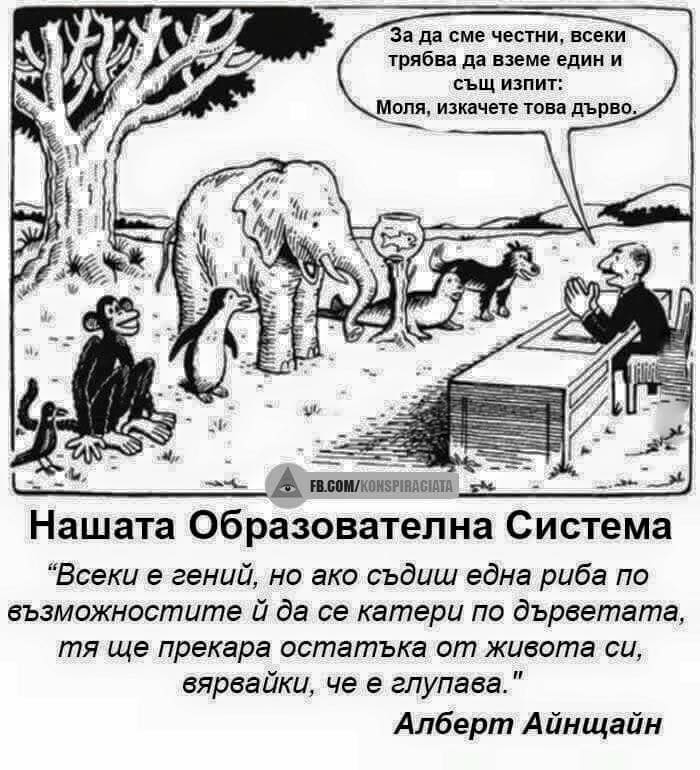 За да сме честни, всеки
трябва да вземе един и
същ изпит:
Моля, изкачете това дърво.
FB.COM/KONSPIRACIATA
Нашата Образователна Система
“Всеки е гений, но ако съдиш една риба по
възможностите й да се катери по дърветата,
тя ще прекара остатъка от живота си,
вярвайки, че е глупава."
Алберт Айнщайн